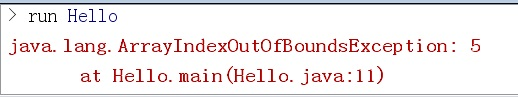 > run Hello
java.lang.ArrayIndexOutOfBoundsException: 5
at Hello.main(Hello.java:11)